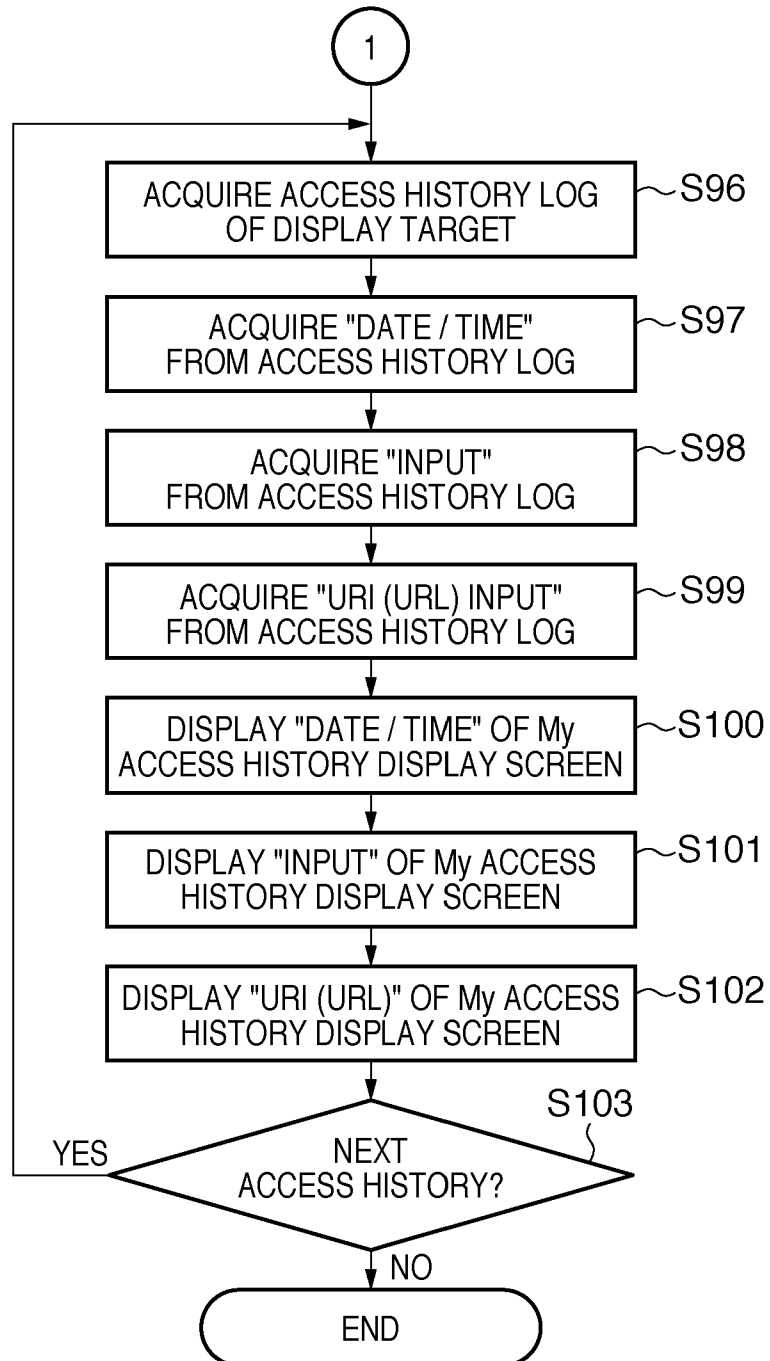 1
ACQUIRE ACCESS HISTORY LOG
OF DISPLAY TARGET
S96
ACQUIRE "DATE / TIME"
FROM ACCESS HISTORY LOG
S97
ACQUIRE "INPUT"
FROM ACCESS HISTORY LOG
S98
ACQUIRE "URI (URL) INPUT"
FROM ACCESS HISTORY LOG
S99
DISPLAY "DATE / TIME" OF My
ACCESS HISTORY DISPLAY SCREEN
S100
DISPLAY "INPUT" OF My ACCESS
HISTORY DISPLAY SCREEN
S101
DISPLAY "URI (URL)" OF My ACCESS
HISTORY DISPLAY SCREEN
S102
S103
YES
NEXT
ACCESS HISTORY?
NO
END